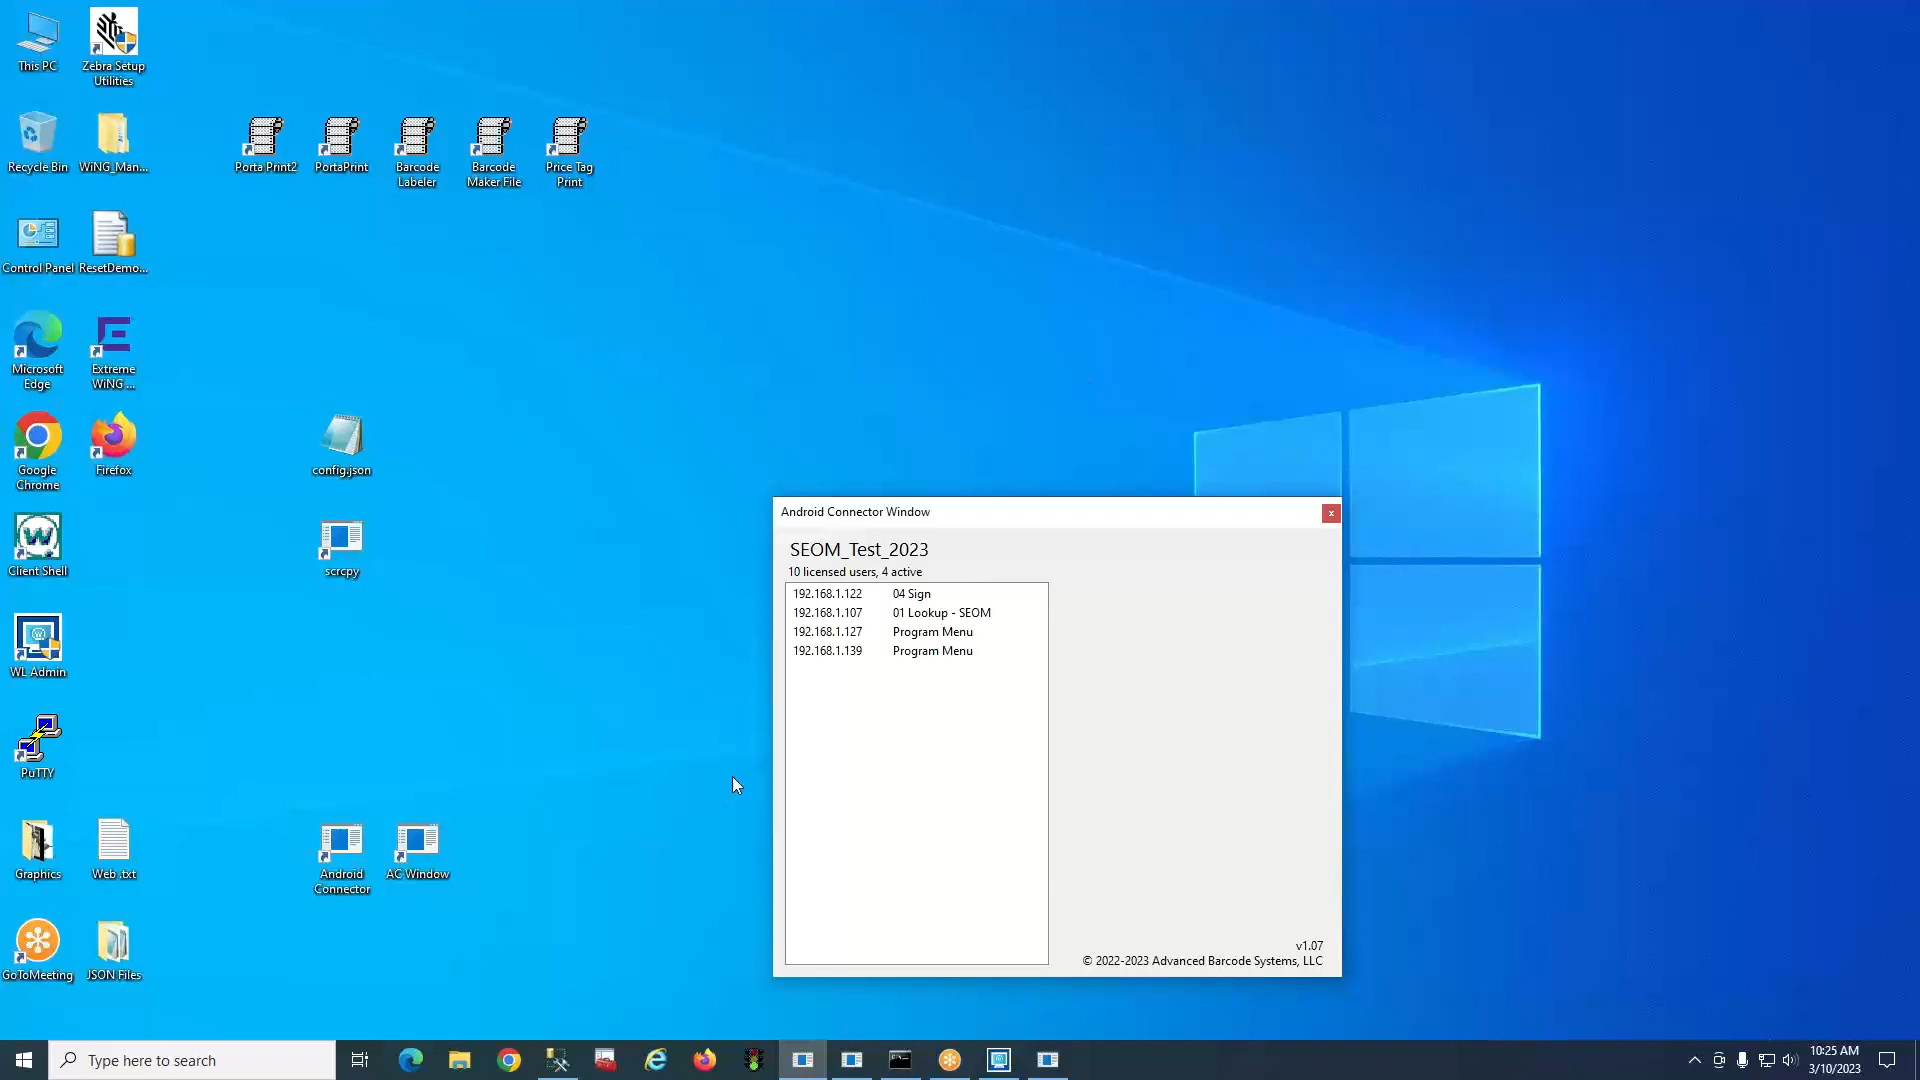 This PC
Zebra Setup
Utilities
Recycle Bin
WiNG_Man...
Porta Print2
PortaPrint
Barcode
Labeler
Barcode
Maker File
Price Tag
Print
Control Panel
ResetDemo...
Microsoft
Edge
Extreme
WiNG ...
Google
Chrome
Firefox
config.json
Client Shell
scrcpy
WL Admin
PuTTY
Graphics
Web .txt
Android
Connector
AC Window
GoToMeeting
JSON Files
Android Connector Window
x
SEOM_Test_2023
10 licensed users, 4 active
192.168.1.122 04 Sign
192.168.1.107 01 Lookup - SEOM
192.168.1.127 Program Menu
192.168.1.139 Program Menu
v1.07
© 2022-2023 Advanced Barcode Systems, LLC
Type here to search
10:25 AM
3/10/2023